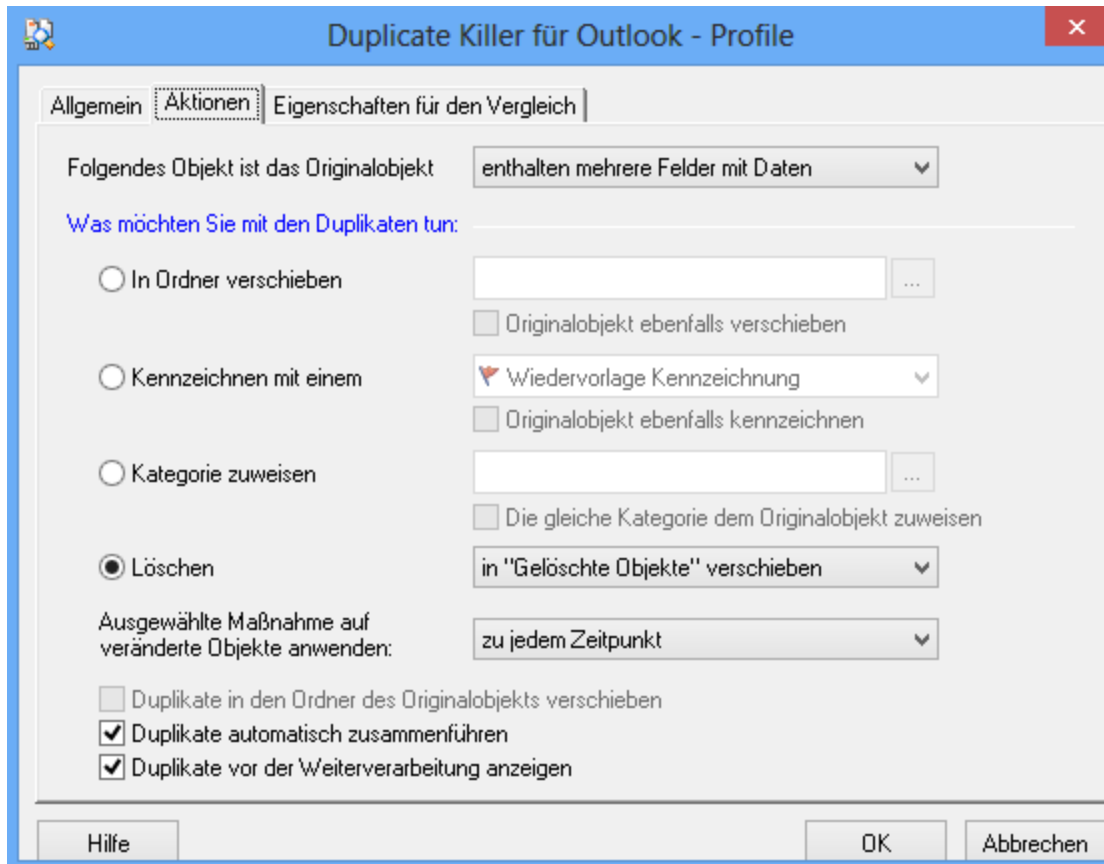 Duplicate Killer für Outlook - Profile
Allgemein Aktionen Eigenschaften für den Vergleich
Folgendes Objekt ist das Originalobjekt enthalten mehrere Felder mit Daten
Was möchten Sie mit den Duplikaten tun:
In Ordner verschieben ...
Originalobjekt ebenfalls verschieben
Kennzeichnen mit einem Wiedervorlage Kennzeichnung
Originalobjekt ebenfalls kennzeichnen
Kategorie zuweisen ...
Die gleiche Kategorie dem Originalobjekt zuweisen
Löschen in "Gelöschte Objekte" verschieben
Ausgewählte Maßnahme auf
veränderte Objekte anwenden: zu jedem Zeitpunkt
Duplikate in den Ordner des Originalobjekts verschieben
Duplikate automatisch zusammenführen
Duplikate vor der Weiterverarbeitung anzeigen
Hilfe OK Abbrechen